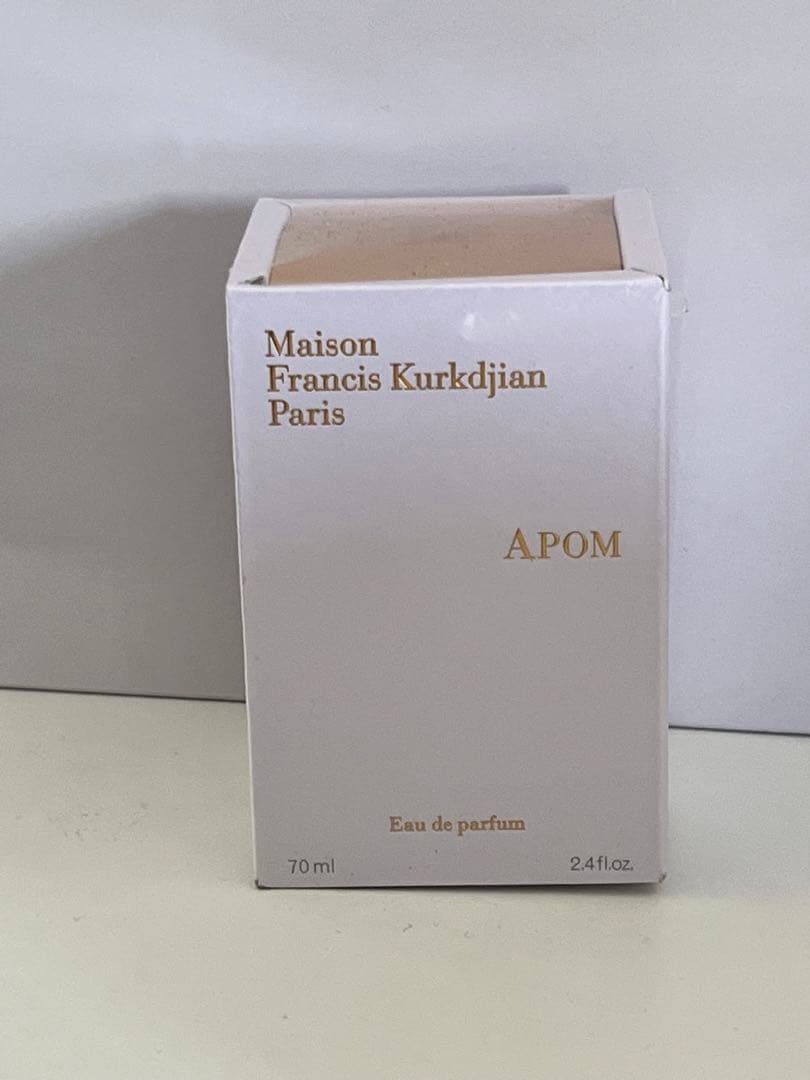 Maison
Francis Kurkdjian
Paris
APOM
Eau de parfum
70 ml
2.4 fl.oz.